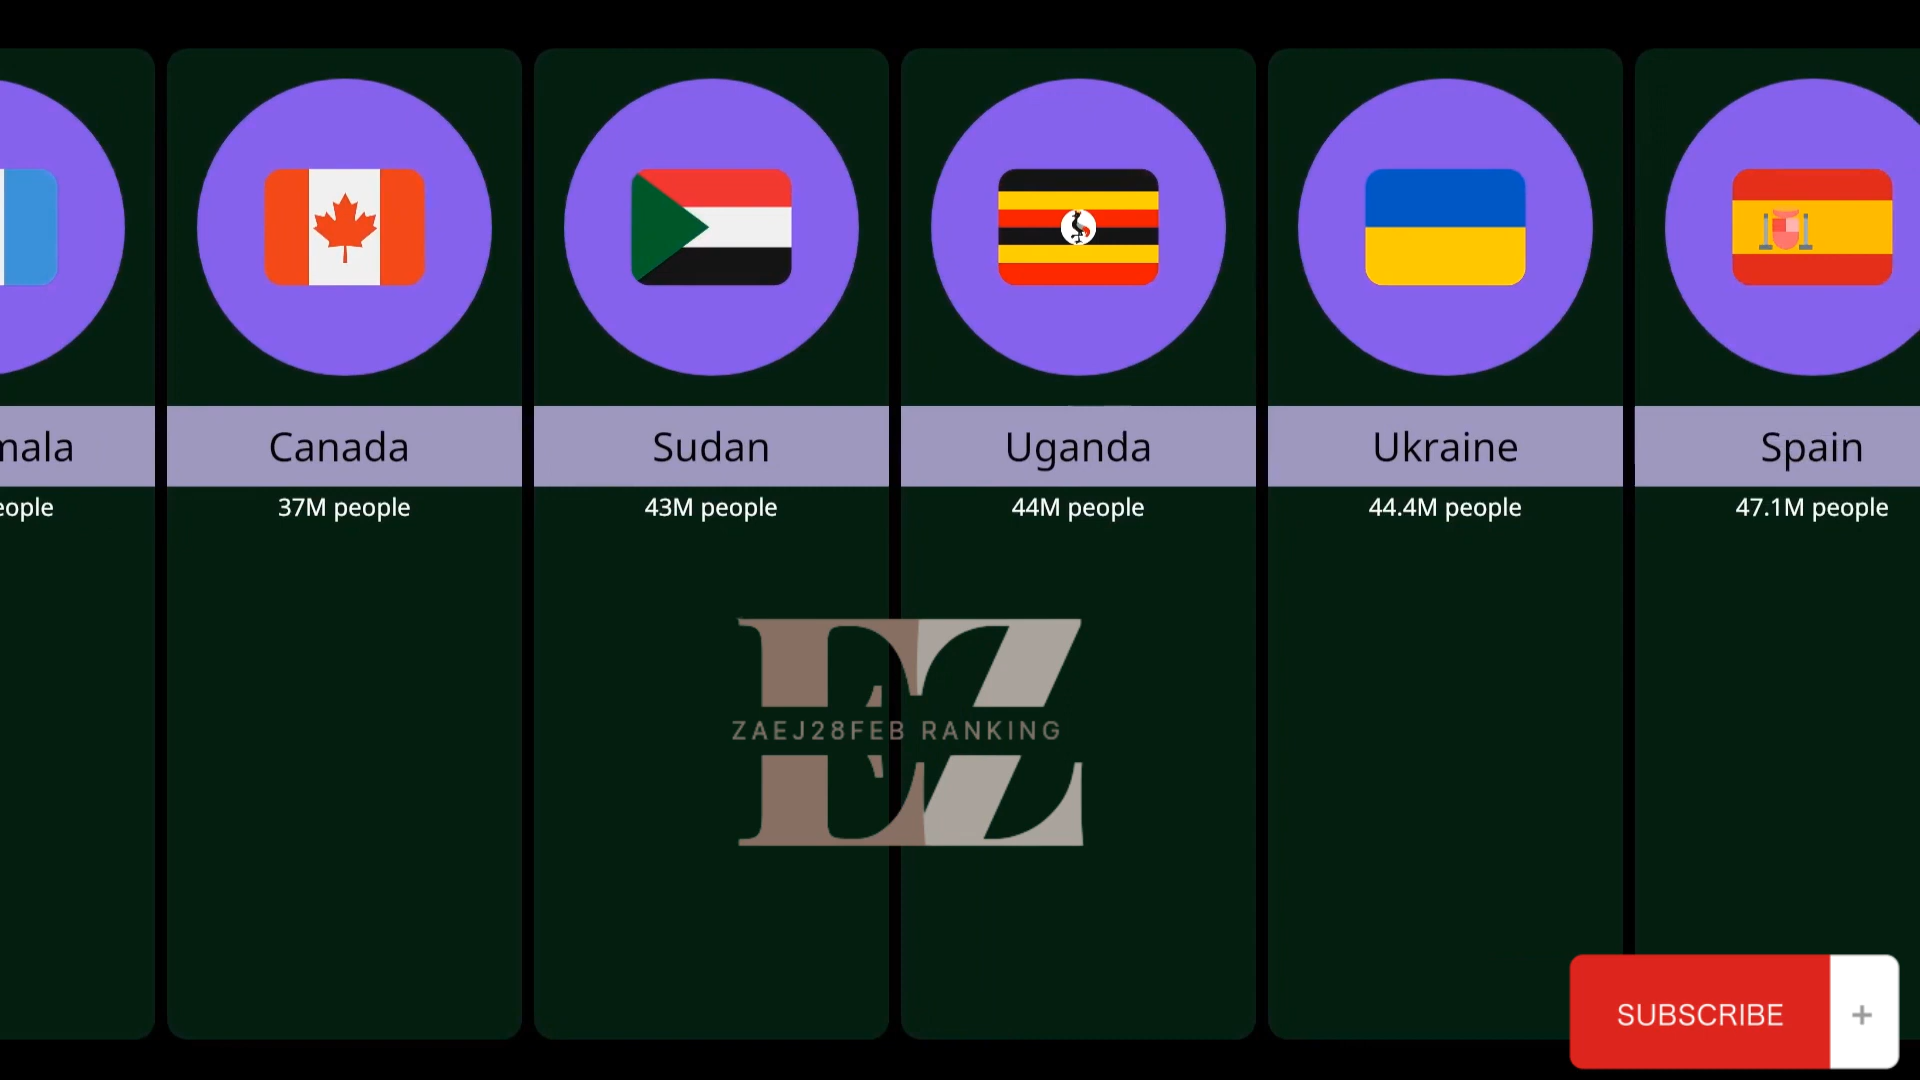 mala
Canada
Sudan
Uganda
Ukraine
Spain
eople
37M people
43M people
44M people
44.4M people
47.1M people
EZ
ZAEJ28FEB RANKING
SUBSCRIBE +